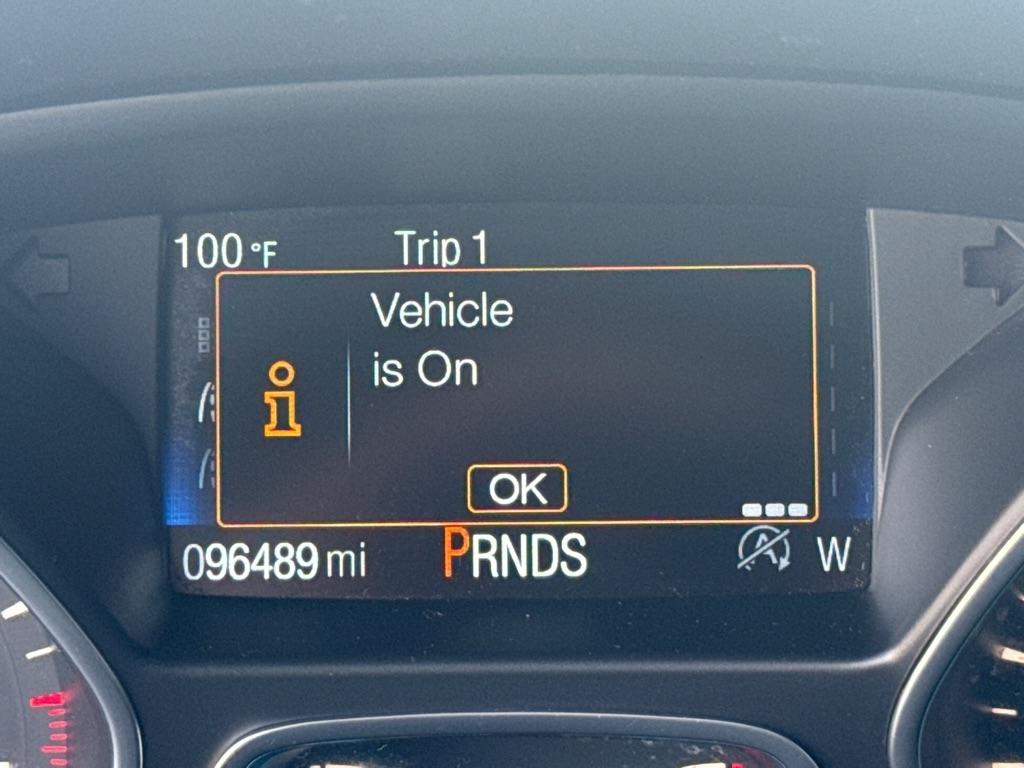 100 °F Trip 1
Vehicle
is On
i
OK
096489 mi PRNDS A W